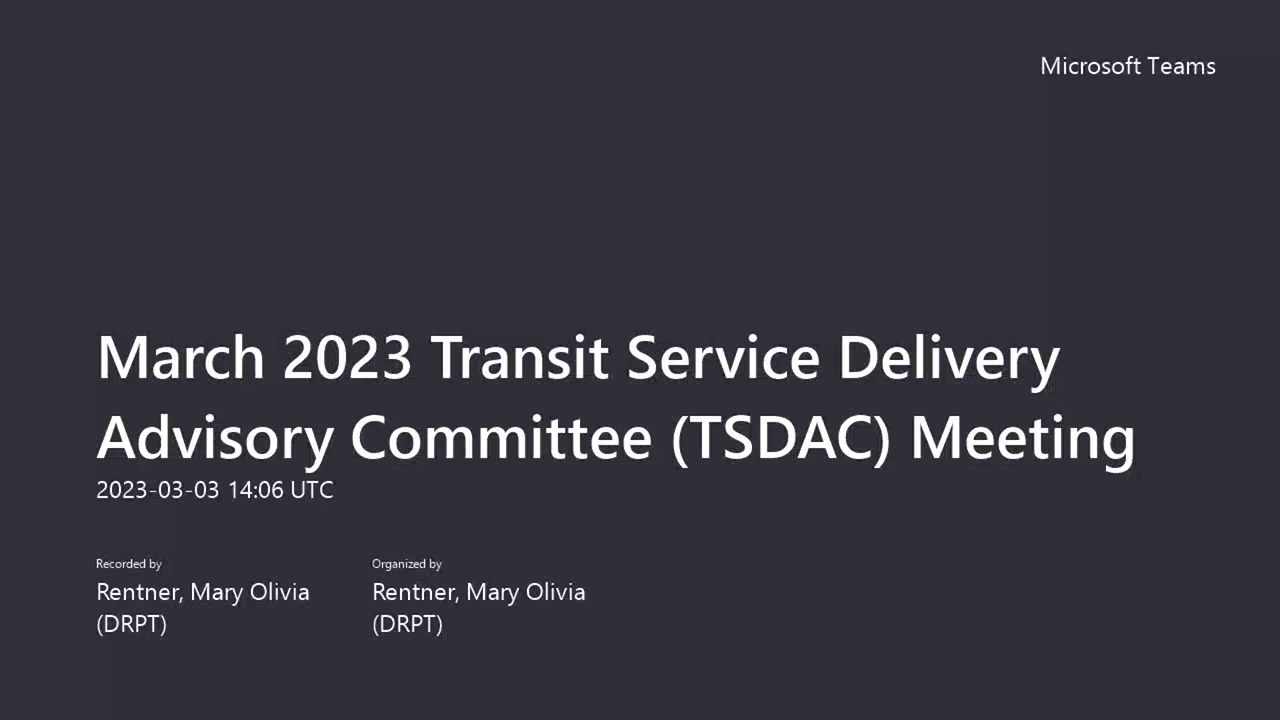 Microsoft Teams
March 2023 Transit Service Delivery
Advisory Committee (TSDAC) Meeting
2023-03-03 14:06 UTC
Recorded by
Rentner, Mary Olivia
(DRPT)
Organized by
Rentner, Mary Olivia
(DRPT)